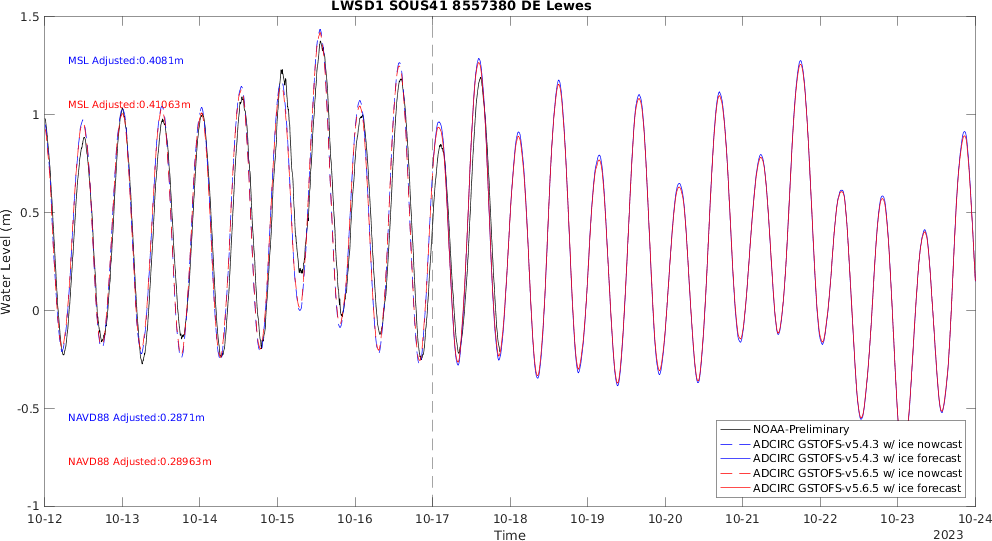 LWSD1 SOUS41 8557380 DE Lewes
1.5
1
0.5
0
-0.5
-1
Water Level (m)
MSL Adjusted:0.4081m
MSL Adjusted:0.41063m
NAVD88 Adjusted:0.2871m
NAVD88 Adjusted:0.28963m
NOAA-Preliminary
ADCIRC GSTOFS-v5.4.3 w/ ice nowcast
ADCIRC GSTOFS-v5.4.3 w/ ice forecast
ADCIRC GSTOFS-v5.6.5 w/ ice nowcast
ADCIRC GSTOFS-v5.6.5 w/ ice forecast
10-12 10-13 10-14 10-15 10-16 10-17 10-18 10-19 10-20 10-21 10-22 10-23 10-24
Time
2023